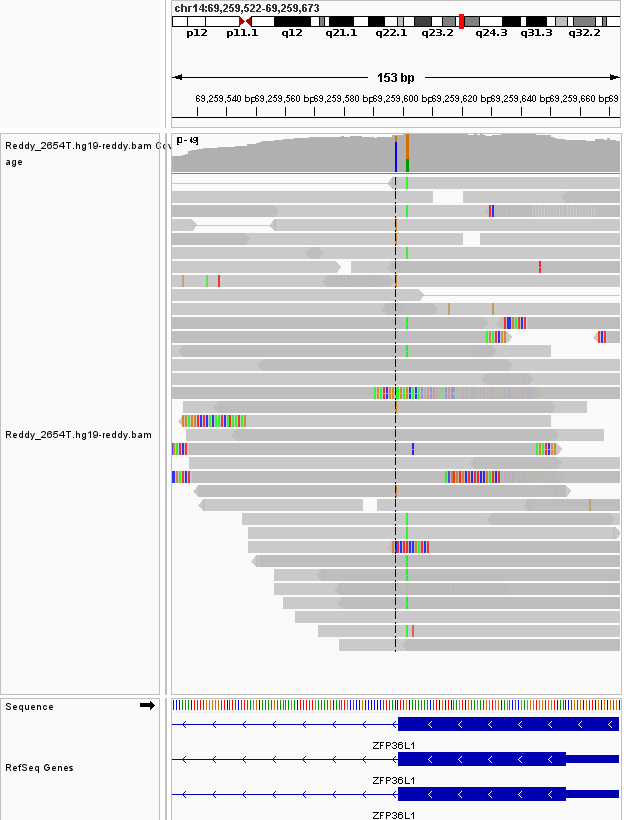 chr14:69,259,522-69,259,673
p12 p11.1 q12 q21.1 q22.1 q23.2 q24.3 q31.3 q32.2
153 bp
69,259,540 bp 69,259,560 bp 69,259,580 bp 69,259,600 bp 69,259,620 bp 69,259,640 bp 69,259,660 bp 69
Reddy_2654T.hg19-reddy.bam Cov
age
Reddy_2654T.hg19-reddy.bam
Sequence
ZFP36L1
RefSeq Genes
ZFP36L1
ZFP36L1